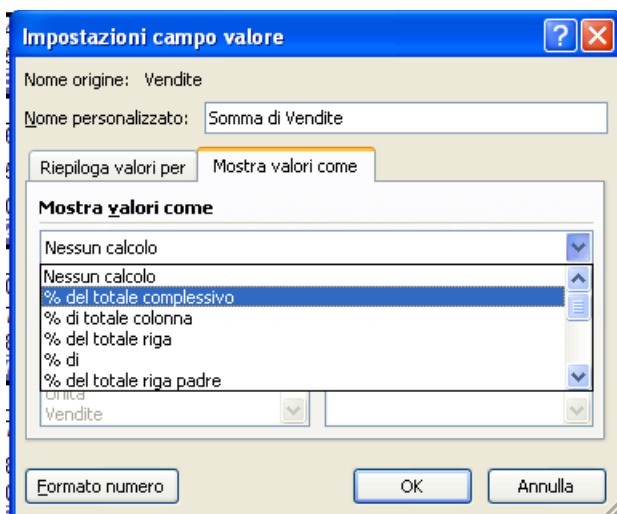 Impostazioni campo valore
Nome origine: Vendite
Nome personalizzato: Somma di Vendite
Riepiloga valori per Mostra valori come
Mostra valori come
Nessun calcolo
Nessun calcolo
% del totale complessivo
% di totale colonna
% del totale riga
% di
% del totale riga padre
Unità
Vendite
Formato numero OK Annulla